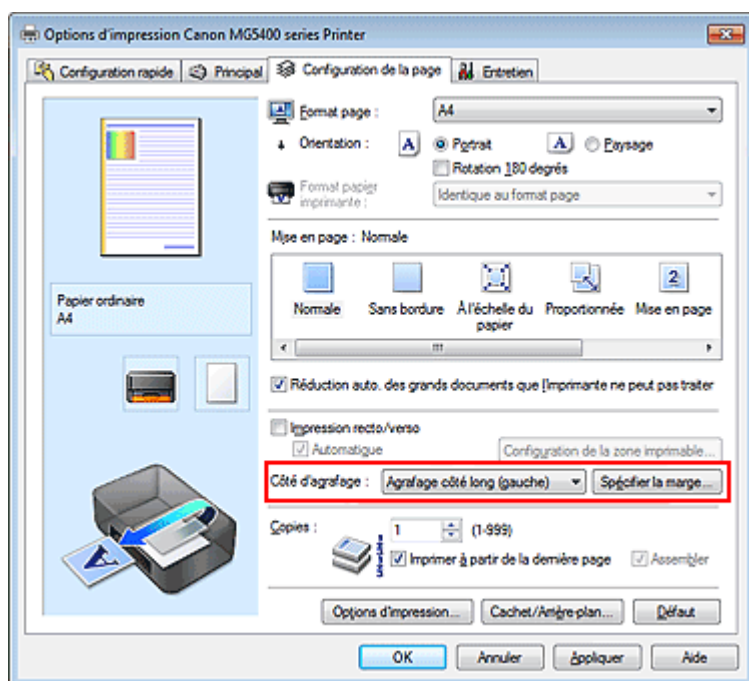 Options d'impression Canon MG5400 series Printer
Configuration rapide Principal Configuration de la page Entretien
Format page : A4
Orientation : A Portrait A Paysage
Rotation 180 degrés
Format papier imprimante : Identique au format page
Mise en page : Normale
Normale Sans bordure À l'échelle du papier Proportionnée 2 Mise en page
Papier ordinaire
A4
Réduction auto. des grands documents que l'imprimante ne peut pas traiter
Impression recto/verso
Automatique Configuration de la zone imprimable...
Côté d'agrafage : Agrafage côté long (gauche) Spécifier la marge...
Copies : 1 (1-999)
Imprimer à partir de la dernière page Assembler
A
Options d'impression... Cachet/Arrière-plan... Défaut
OK Annuler Appliquer Aide